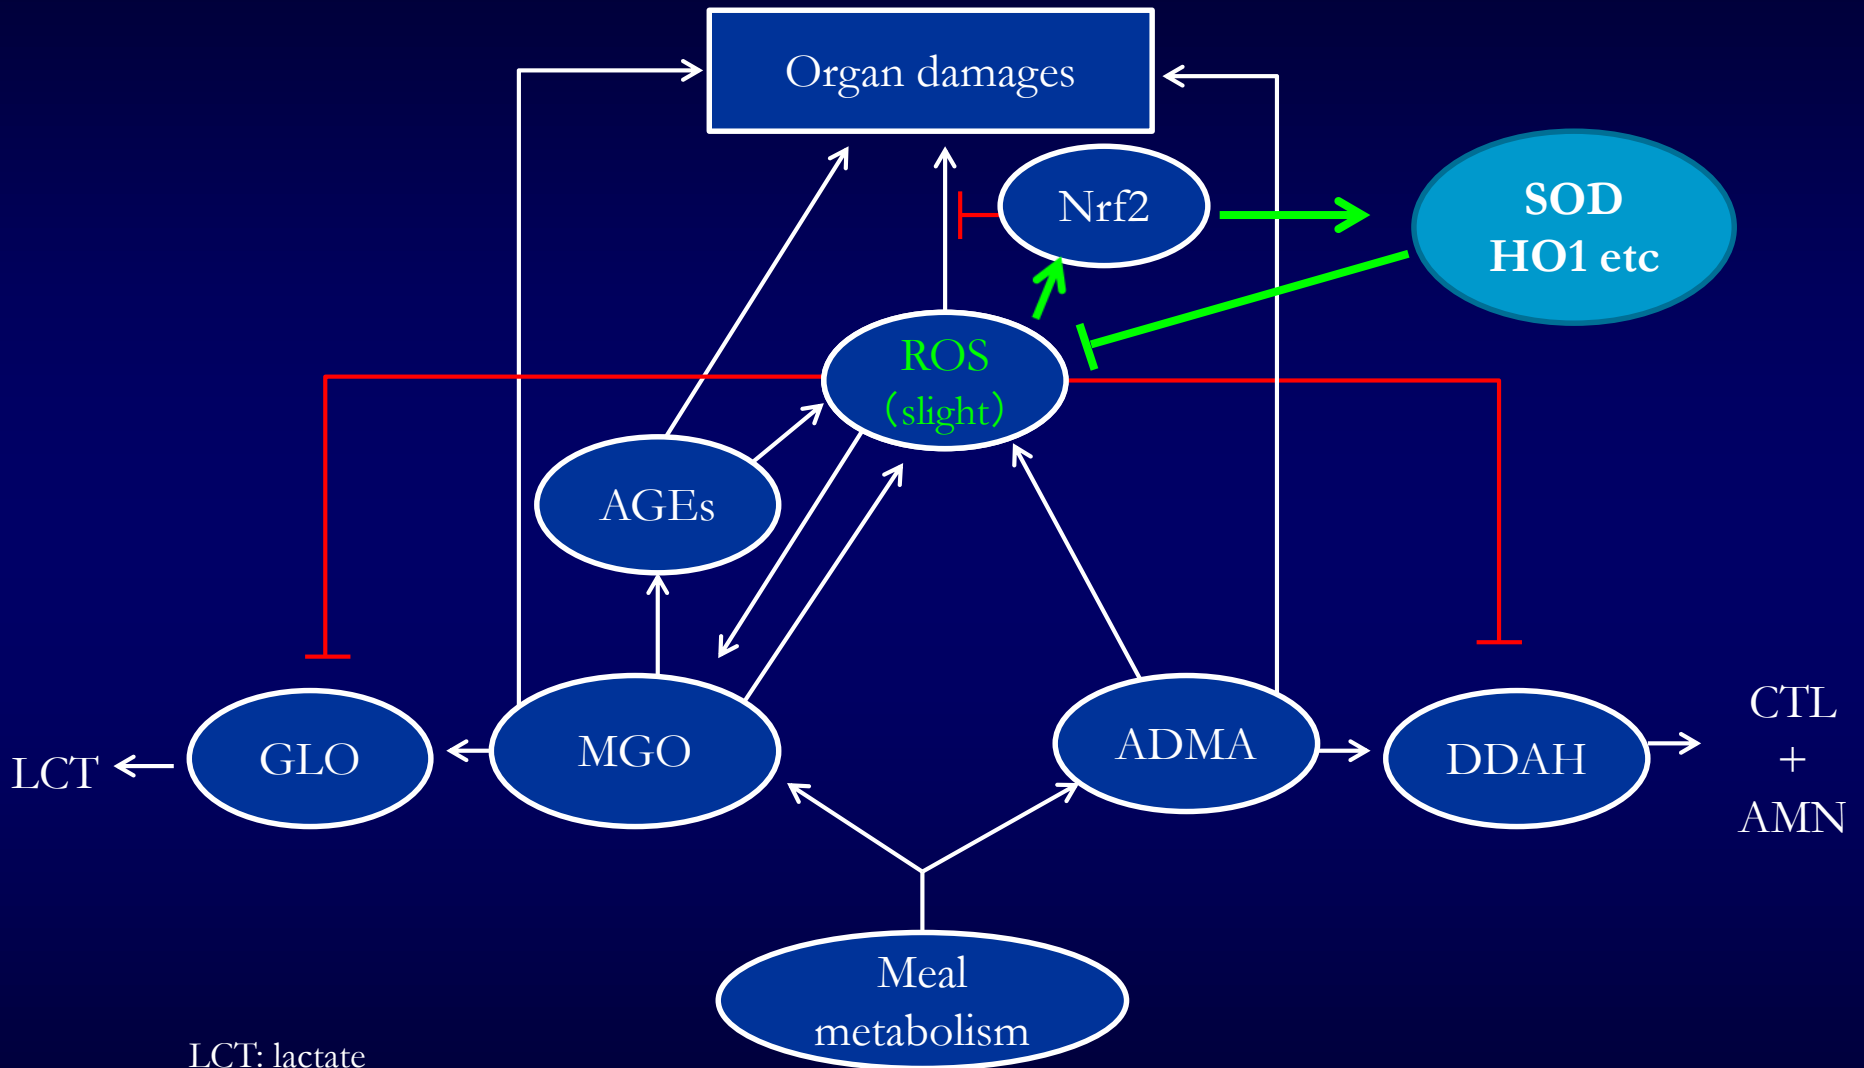 Organ damages
Nrf2
SOD
HO1 etc
ROS
（slight）
AGEs
LCT
GLO
MGO
ADMA
DDAH
CTL
+
AMN
Meal
metabolism
LCT: lactate